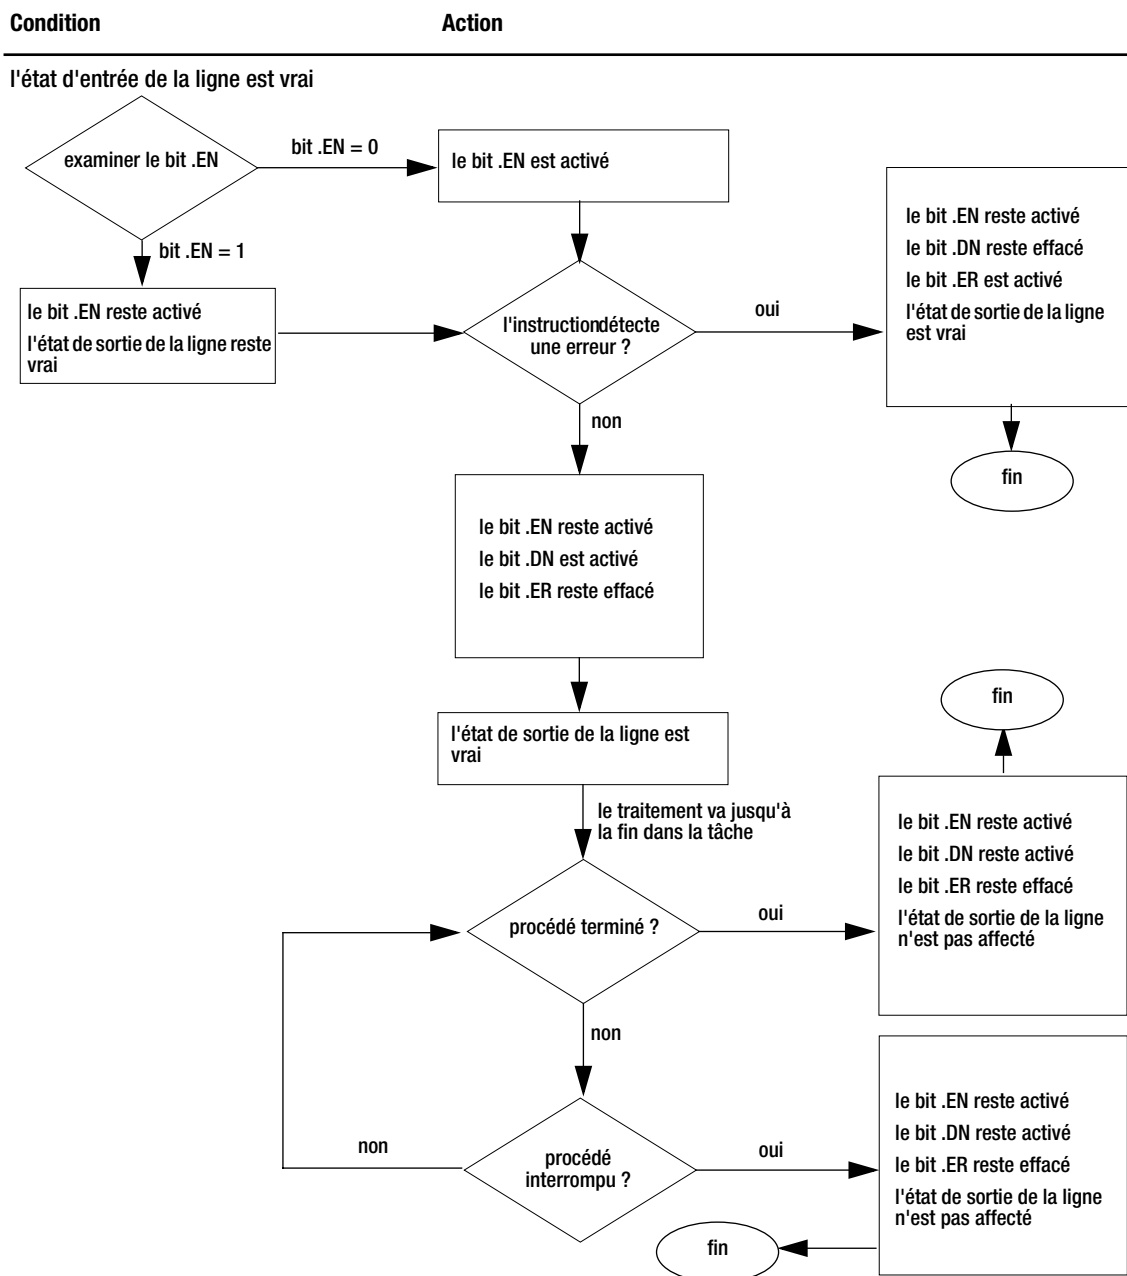 Condition
Action
l'état d'entrée de la ligne est vrai
examiner le bit .EN
bit .EN = 0
le bit .EN est activé
bit .EN = 1
le bit .EN reste activé
l'état de sortie de la ligne reste
vrai
l'instructiondétecte
une erreur ?
oui
le bit .EN reste activé
le bit .DN reste effacé
le bit .ER est activé
l'état de sortie de la ligne
est vrai
fin
non
le bit .EN reste activé
le bit .DN est activé
le bit .ER reste effacé
l'état de sortie de la ligne est
vrai
le traitement va jusqu'à
la fin dans la tâche
procédé terminé ?
oui
fin
le bit .EN reste activé
le bit .DN reste activé
le bit .ER reste effacé
l'état de sortie de la ligne
n'est pas affecté
non
procédé
interrompu ?
non
oui
le bit .EN reste activé
le bit .DN reste activé
le bit .ER reste effacé
l'état de sortie de la ligne
n'est pas affecté
fin